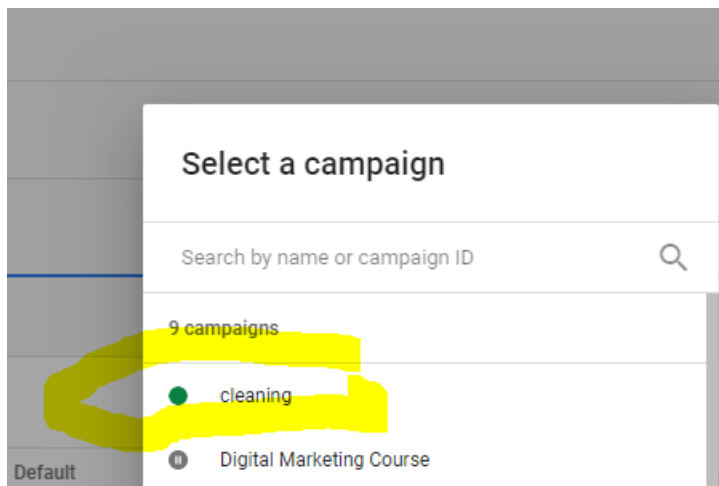 Select a campaign
Search by name or campaign ID
9 campaigns
cleaning
Digital Marketing Course
Default